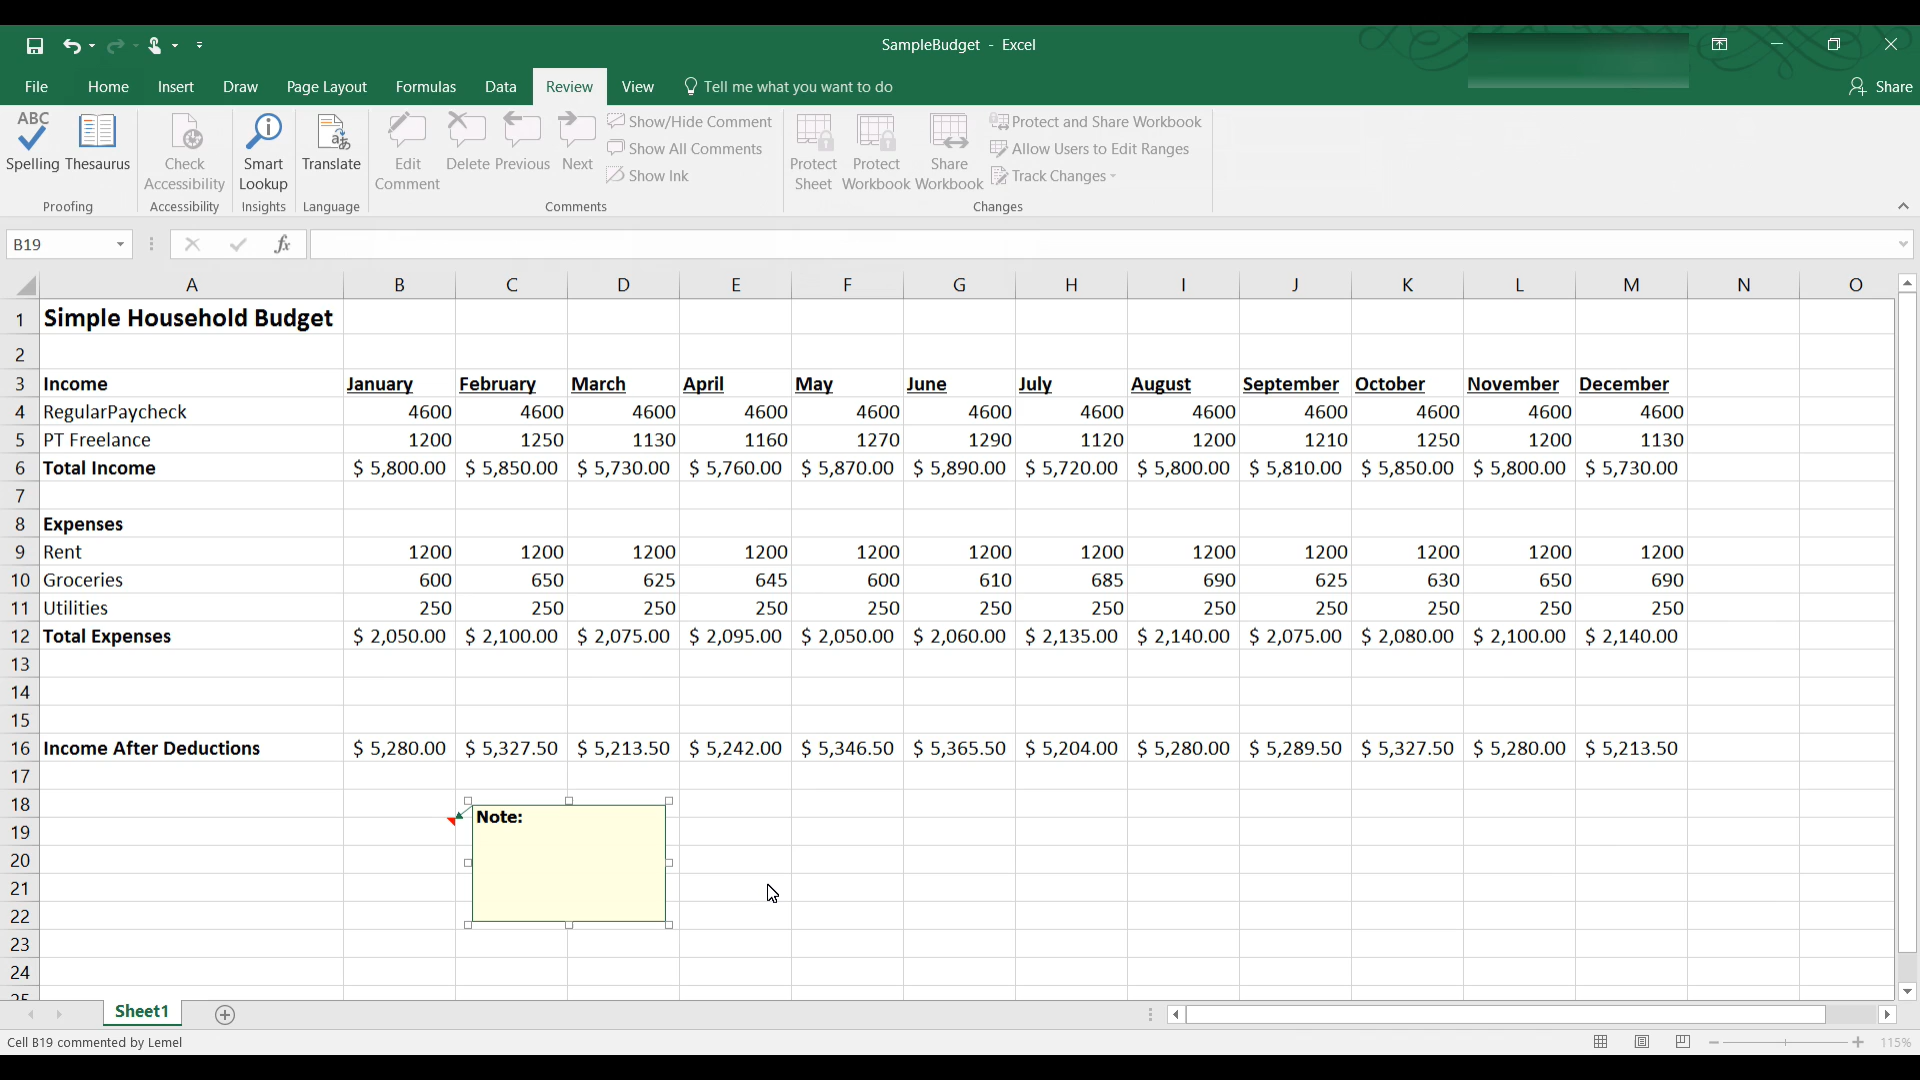 SampleBudget - Excel
File Home Insert Draw Page Layout Formulas Data Review View Tell me what you want to do Share
ABC
Spelling Thesaurus Check Accessibility Smart Lookup Translate Edit Comment Delete Previous Next
Show/Hide Comment
Show All Comments
Show Ink
Protect Sheet Protect Workbook Share Workbook
Protect and Share Workbook
Allow Users to Edit Ranges
Track Changes
Proofing Accessibility Insights Language Comments Changes
B19 fx
A B C D E F G H I J K L M N O
1 Simple Household Budget
2
3 Income January February March April May June July August September October November December
4 RegularPaycheck 4600 4600 4600 4600 4600 4600 4600 4600 4600 4600 4600 4600
5 PT Freelance 1200 1250 1130 1160 1270 1290 1120 1200 1210 1250 1200 1130
6 Total Income $ 5,800.00 $ 5,850.00 $ 5,730.00 $ 5,760.00 $ 5,870.00 $ 5,890.00 $ 5,720.00 $ 5,800.00 $ 5,810.00 $ 5,850.00 $ 5,800.00 $ 5,730.00
7
8 Expenses
9 Rent 1200 1200 1200 1200 1200 1200 1200 1200 1200 1200 1200 1200
10 Groceries 600 650 625 645 600 610 685 690 625 630 650 690
11 Utilities 250 250 250 250 250 250 250 250 250 250 250 250
12 Total Expenses $ 2,050.00 $ 2,100.00 $ 2,075.00 $ 2,095.00 $ 2,050.00 $ 2,060.00 $ 2,135.00 $ 2,140.00 $ 2,075.00 $ 2,080.00 $ 2,100.00 $ 2,140.00
13
14
15
16 Income After Deductions $ 5,280.00 $ 5,327.50 $ 5,213.50 $ 5,242.00 $ 5,346.50 $ 5,365.50 $ 5,204.00 $ 5,280.00 $ 5,289.50 $ 5,327.50 $ 5,280.00 $ 5,213.50
17
18
Note:
19
20
21
22
23
24
25
Sheet1
Cell B19 commented by Lemel 115%